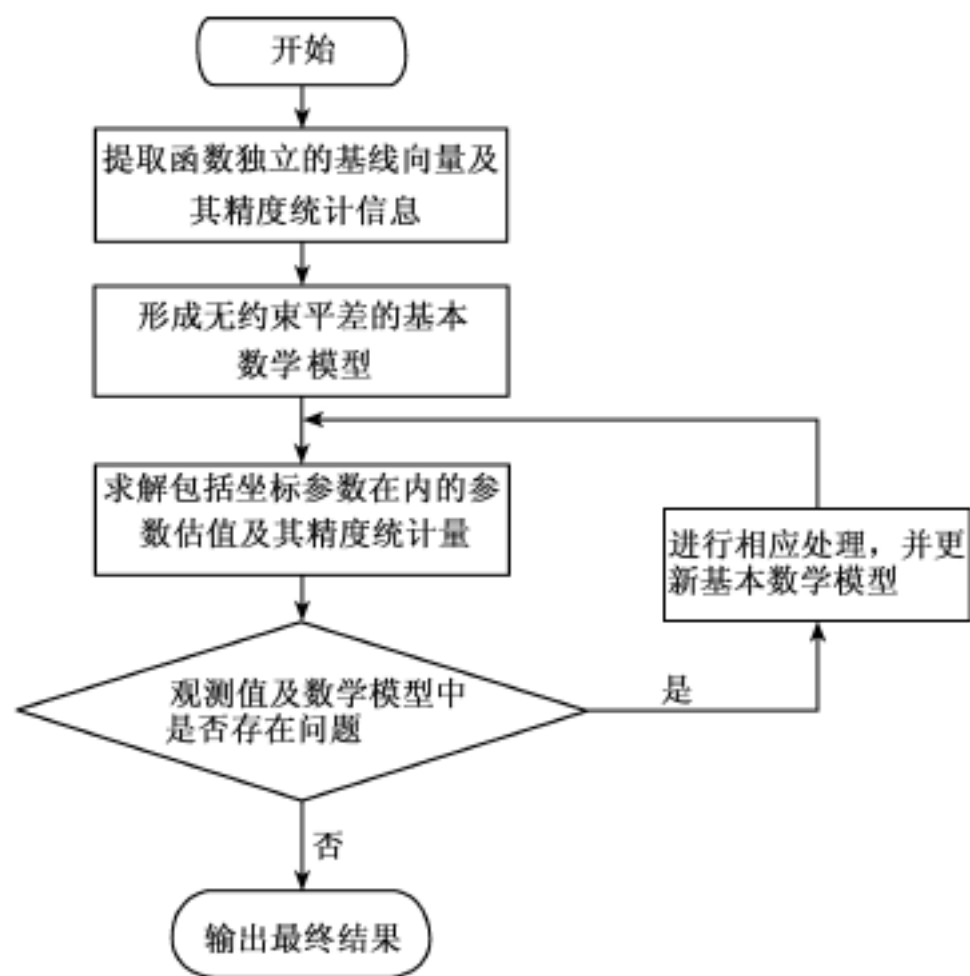 开始
提取函数独立的基线向量及
其精度统计信息
形成无约束平差的基本
数学模型
求解包括坐标参数在内的参
数估值及其精度统计量
进行相应处理，并更
新基本数学模型
观测值及数学模型中
是否存在问题
是
否
输出最终结果